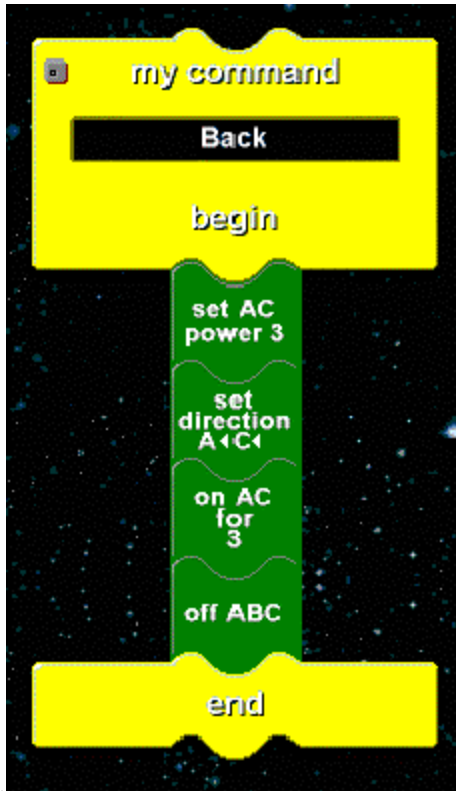 my command
Back
begin
set AC
power 3
set
direction
A◂C◂
on AC
for
3
off ABC
end